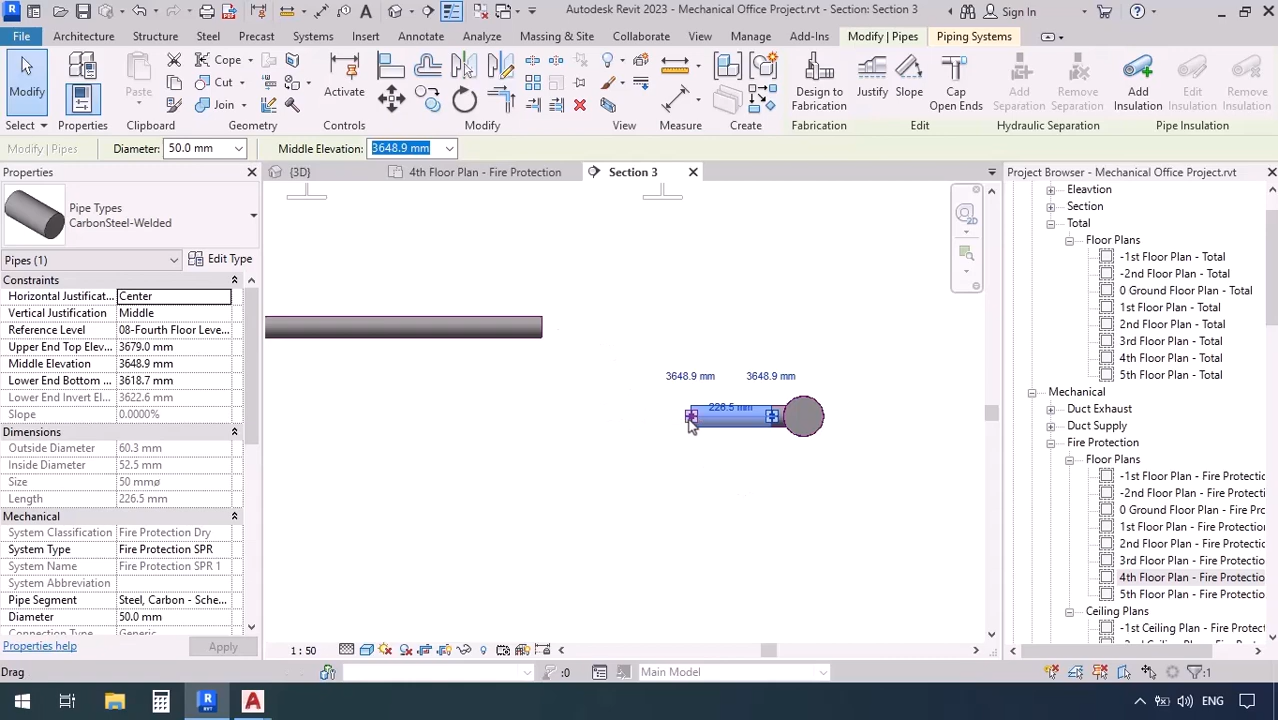 Autodesk Revit 2023 - Mechanical Office Project.rvt - Section: Section 3
Sign In
File
Architecture
Structure
Steel
Precast
Systems
Insert
Annotate
Analyze
Massing & Site
Collaborate
View
Manage
Add-Ins
Modify | Pipes
Piping Systems
Modify
Properties
Paste
Cope
Cut
Join
Activate
Design to Fabrication
Justify
Slope
Cap Open Ends
Add Separation
Remove Separation
Add Insulation
Edit Insulation
Remove Insulation
Select
Properties
Clipboard
Geometry
Controls
Modify
View
Measure
Create
Fabrication
Edit
Hydraulic Separation
Pipe Insulation
Modify | Pipes
Diameter: 50.0 mm
Middle Elevation: 3648.9 mm
Properties
{3D}
4th Floor Plan - Fire Protection
Section 3
Project Browser - Mechanical Office Project.rvt
Pipe Types
CarbonSteel-Welded
Pipes (1)
Edit Type
Constraints
Horizontal Justificat... Center
Vertical Justification Middle
Reference Level 08-Fourth Floor Leve...
Upper End Top Elev... 3679.0 mm
Middle Elevation 3648.9 mm
Lower End Bottom ... 3618.7 mm
Lower End Invert El... 3622.6 mm
Slope 0.0000%
Dimensions
Outside Diameter 60.3 mm
Inside Diameter 52.5 mm
Size 50 mmø
Length 226.5 mm
Mechanical
System Classification Fire Protection Dry
System Type Fire Protection SPR
System Name Fire Protection SPR 1
System Abbreviation
Pipe Segment Steel, Carbon - Sche...
Diameter 50.0 mm
Connection Type Generic
Properties help
Apply
3648.9 mm
3648.9 mm
226.5 mm
2D
Eleavtion
Section
Total
Floor Plans
-1st Floor Plan - Total
-2nd Floor Plan - Total
0 Ground Floor Plan - Total
1st Floor Plan - Total
2nd Floor Plan - Total
3rd Floor Plan - Total
4th Floor Plan - Total
5th Floor Plan - Total
Mechanical
Duct Exhaust
Duct Supply
Fire Protection
Floor Plans
-1st Floor Plan - Fire Protectio
-2nd Floor Plan - Fire Protectio
0 Ground Floor Plan - Fire Prote
1st Floor Plan - Fire Protection
2nd Floor Plan - Fire Protection
3rd Floor Plan - Fire Protection
4th Floor Plan - Fire Protectio
5th Floor Plan - Fire Protection
Ceiling Plans
-1st Ceiling Plan - Fire Protect
1 : 50
Drag
:0
Main Model
:1
ENG